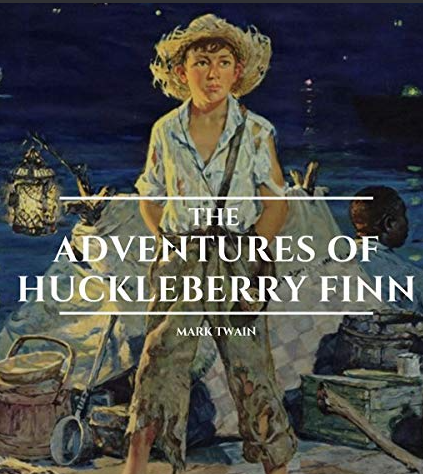 THE
ADVENTURES OF
HUCKLEBERRY FINN
MARK TWAIN